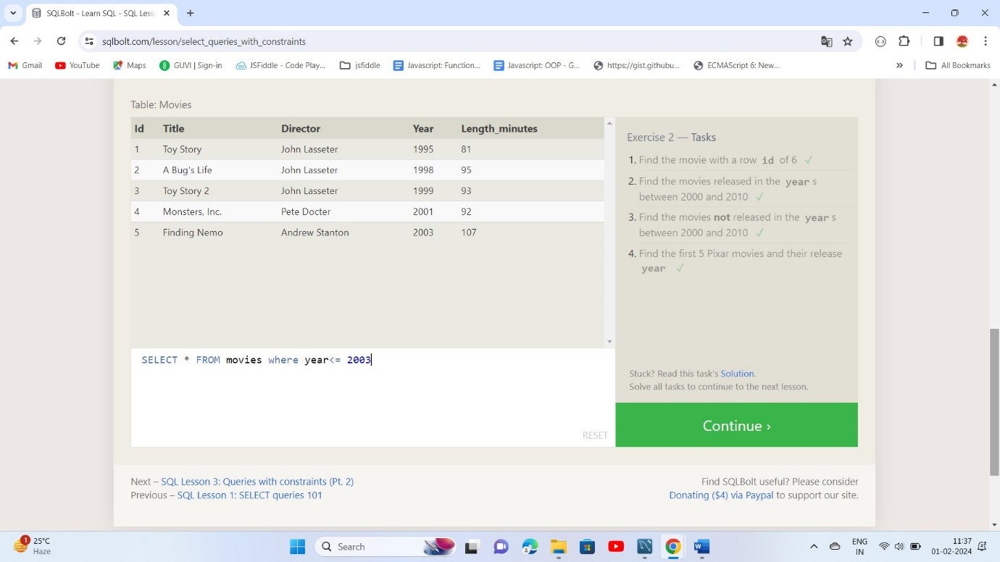 SQLBolt - Learn SQL - SQL Less
sqlbolt.com/lesson/select_queries_with_constraints
Gmail YouTube Maps GUVI | Sign-in JSFiddle - Code Play... jsfiddle Javascript: Function... Javascript: OOP - G... https://gist.githubu... ECMAScript 6: New... » All Bookmarks
Table: Movies
Id Title Director Year Length_minutes
1 Toy Story John Lasseter 1995 81
2 A Bug's Life John Lasseter 1998 95
3 Toy Story 2 John Lasseter 1999 93
4 Monsters, Inc. Pete Docter 2001 92
5 Finding Nemo Andrew Stanton 2003 107
SELECT * FROM movies where year<= 2003
RESET
Exercise 2 — Tasks
1. Find the movie with a row id of 6 ✓
2. Find the movies released in the year s
between 2000 and 2010 ✓
3. Find the movies not released in the year s
between 2000 and 2010 ✓
4. Find the first 5 Pixar movies and their release
year ✓
Stuck? Read this task's Solution.
Solve all tasks to continue to the next lesson.
Continue ›
Next – SQL Lesson 3: Queries with constraints (Pt. 2)
Previous – SQL Lesson 1: SELECT queries 101
Find SQLBolt useful? Please consider
Donating ($4) via Paypal to support our site.
1
25°C
Haze
Search
ENG
IN
11:37
01-02-2024